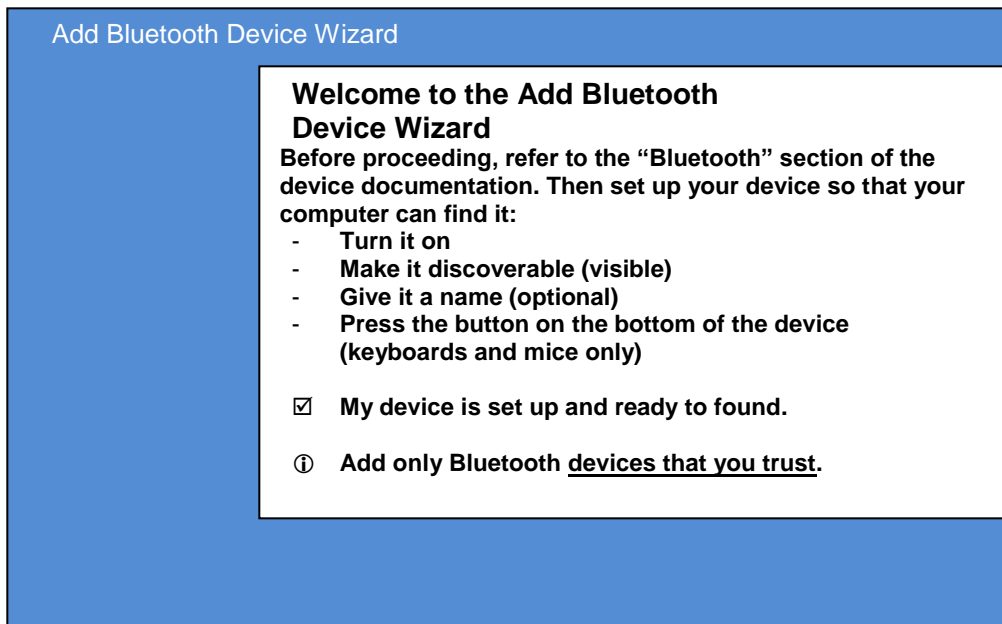 Add Bluetooth Device Wizard
Welcome to the Add Bluetooth
Device Wizard
Before proceeding, refer to the “Bluetooth” section of the
device documentation. Then set up your device so that your
computer can find it:
- Turn it on
- Make it discoverable (visible)
- Give it a name (optional)
- Press the button on the bottom of the device
(keyboards and mice only)
☑ My device is set up and ready to found.
ⓘ Add only Bluetooth devices that you trust.